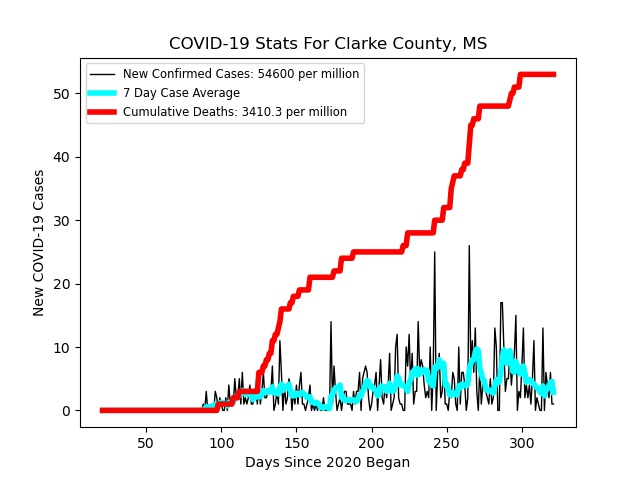 COVID-19 Stats For Clarke County, MS
New Confirmed Cases: 54600 per million
7 Day Case Average
Cumulative Deaths: 3410.3 per million
New COVID-19 Cases
50
40
30
20
10
0
50 100 150 200 250 300
Days Since 2020 Began